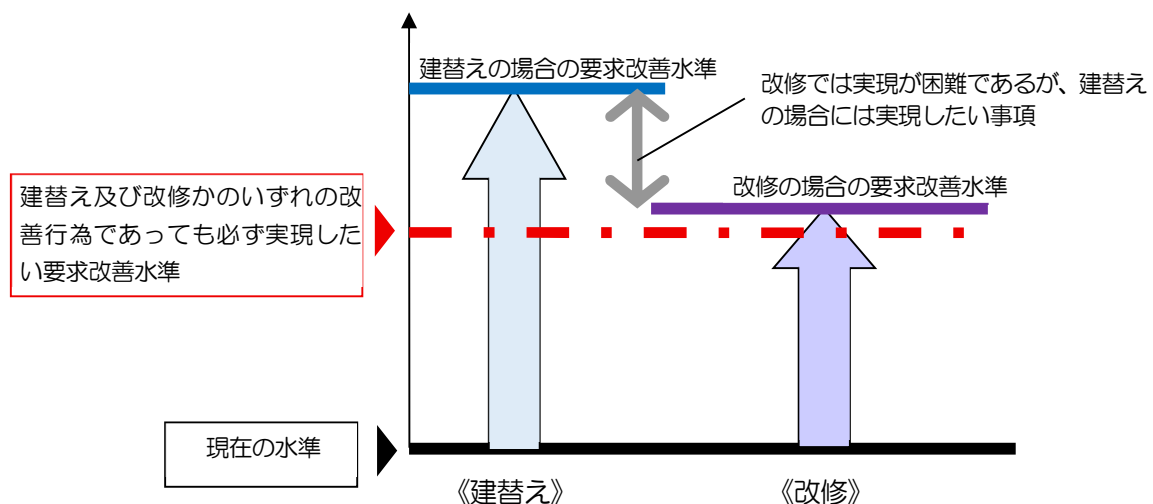 建替えの場合の要求改善水準
改修では実現が困難であるが、建替え
の場合には実現したい事項
建替え及び改修かのいずれの改
善行為であっても必ず実現した
い要求改善水準
改修の場合の要求改善水準
現在の水準
《建替え》
《改修》